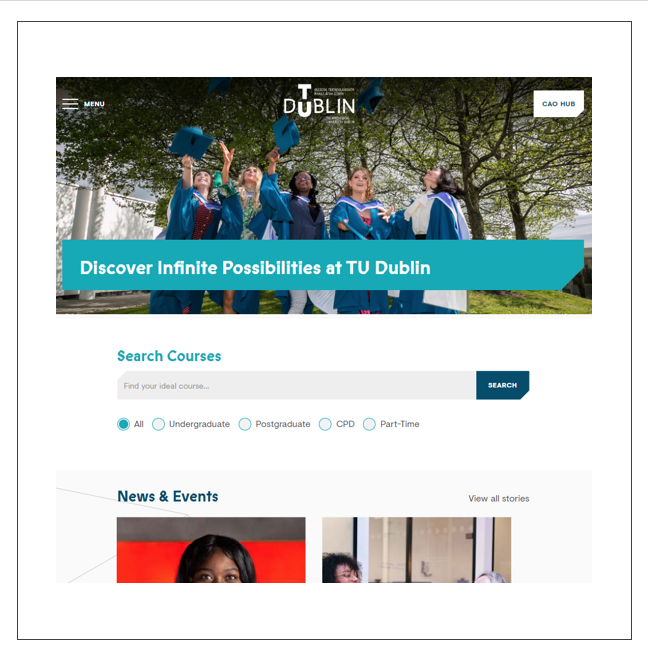 MENU
TU
DUBLIN
CAO HUB
Discover Infinite Possibilities at TU Dublin
Search Courses
Find your ideal course...
SEARCH
All
Undergraduate
Postgraduate
CPD
Part-Time
News & Events
View all stories